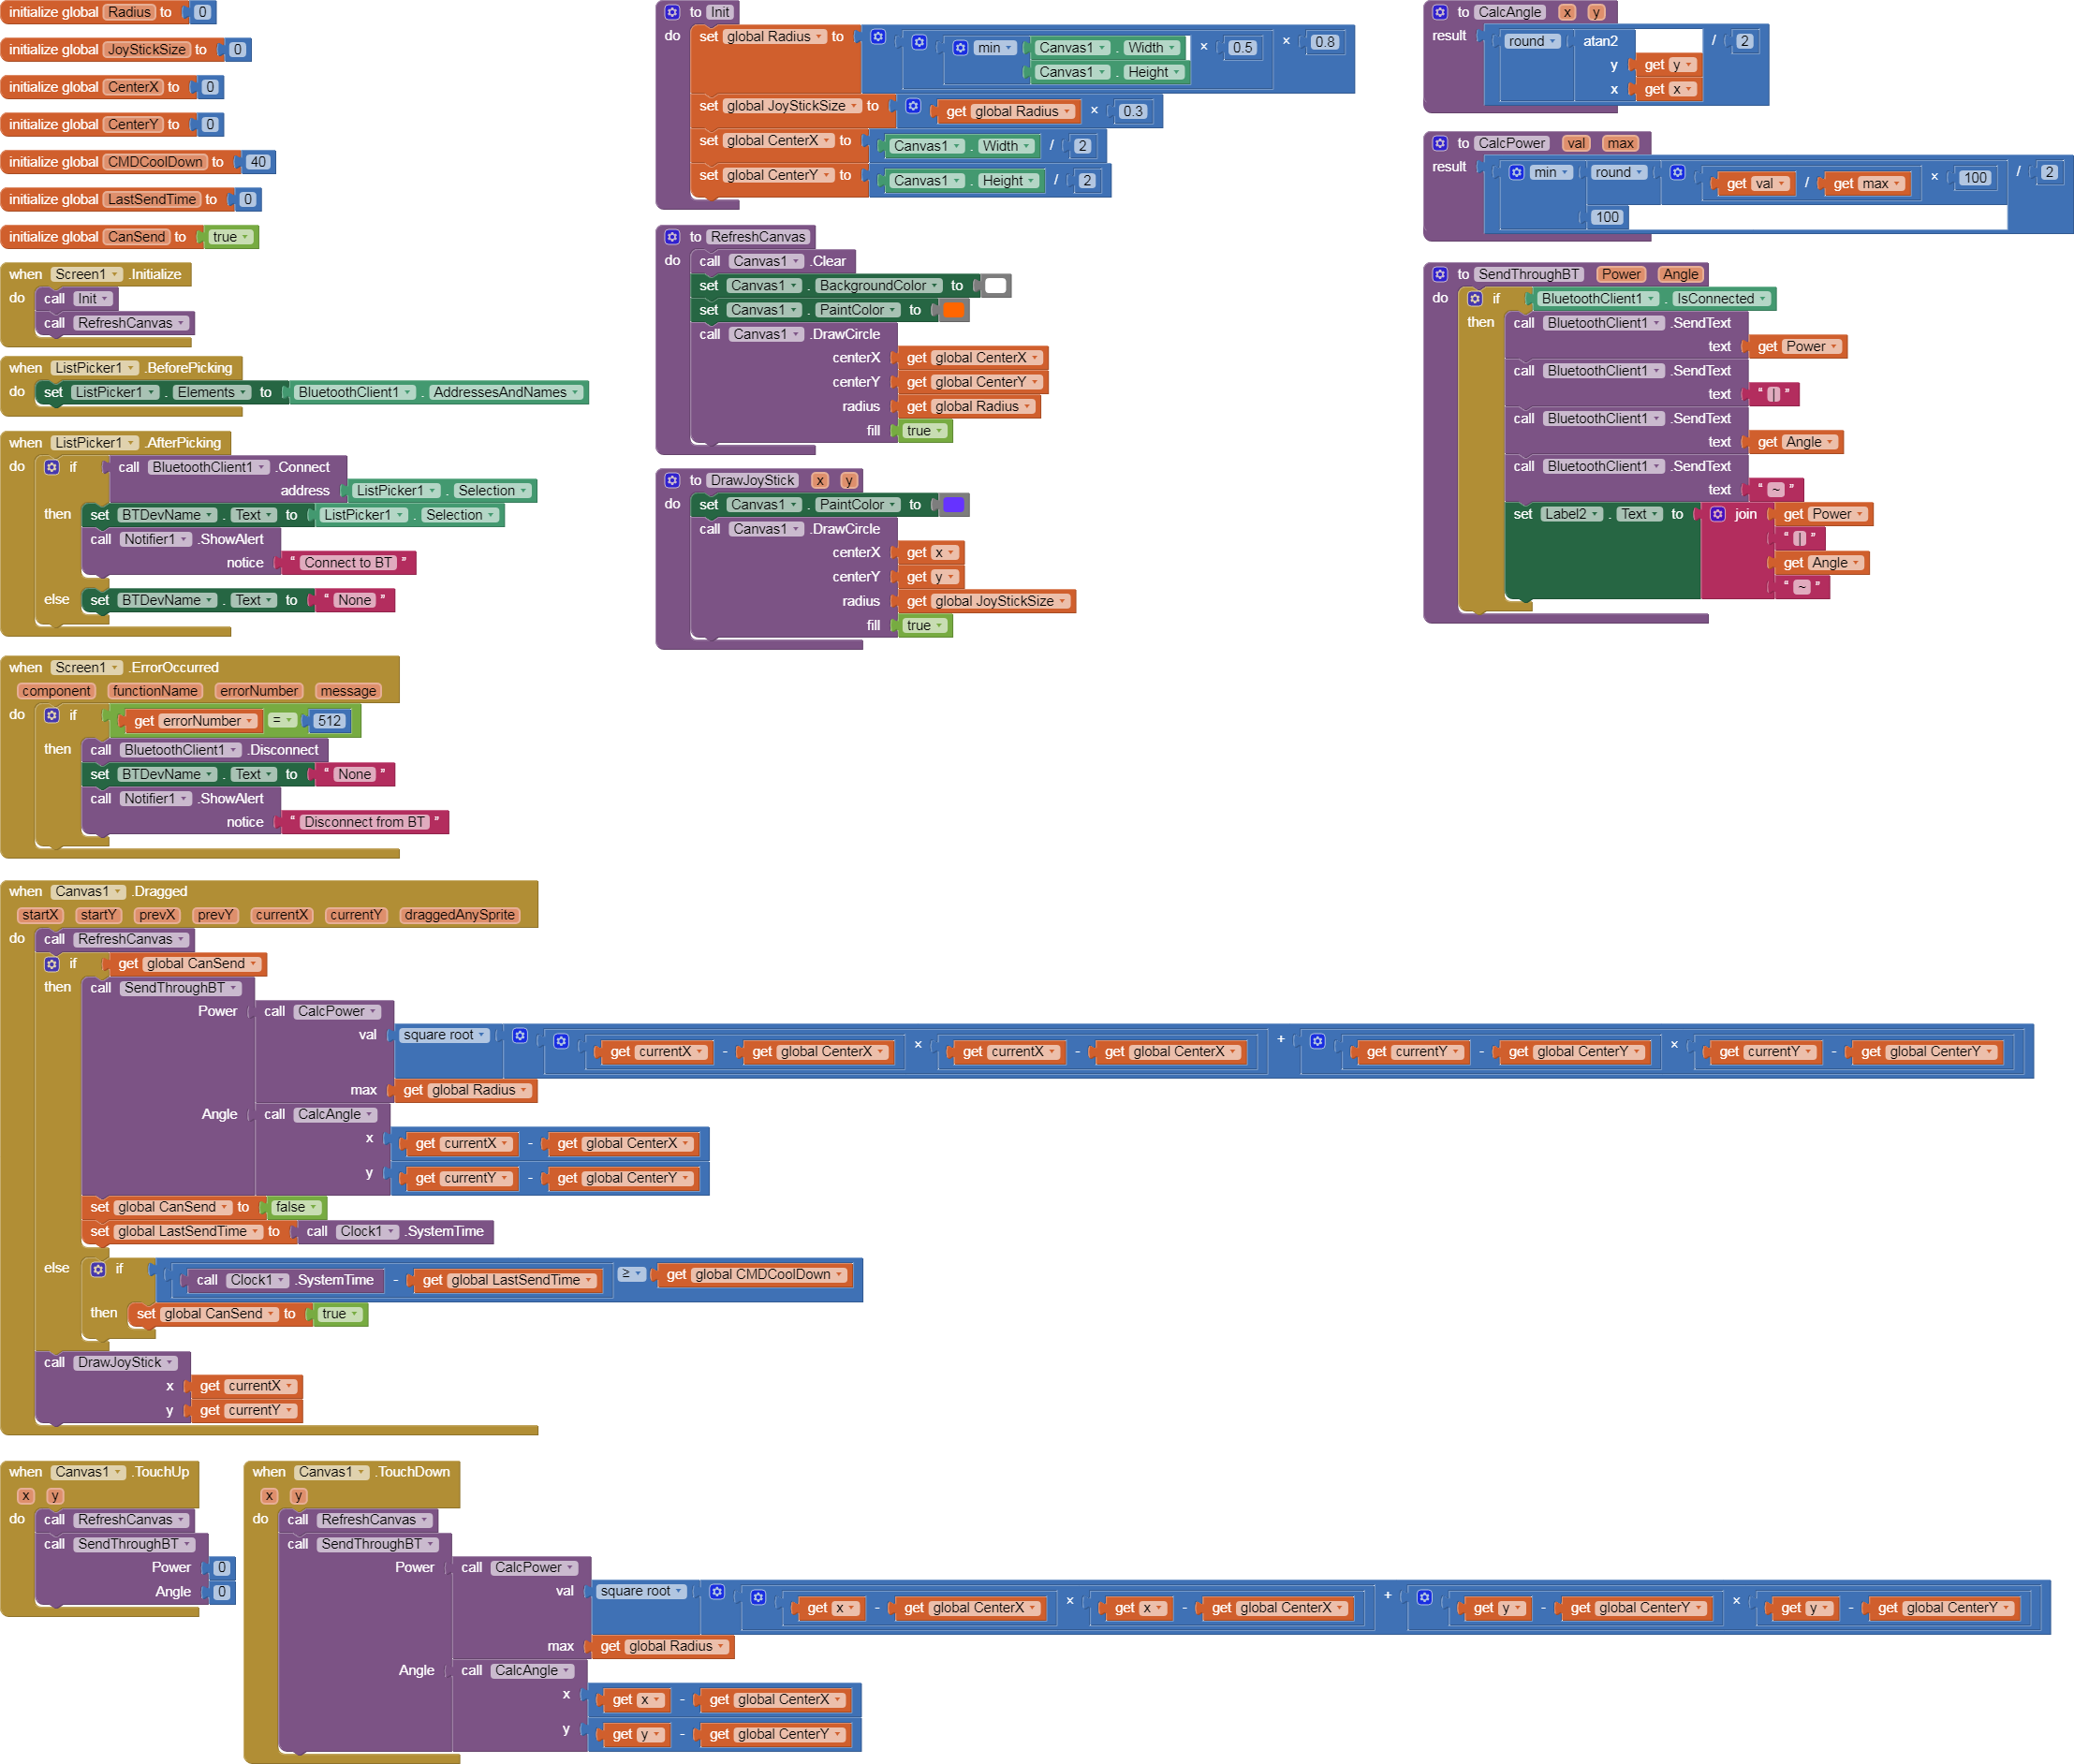 initialize global Radius to 0
initialize global JoyStickSize to 0
initialize global CenterX to 0
initialize global CenterY to 0
initialize global CMDCoolDown to 40
initialize global LastSendTime to 0
initialize global CanSend to true
when Screen1 .Initialize
do call Init
call RefreshCanvas
when ListPicker1 .BeforePicking
do set ListPicker1 . Elements to BluetoothClient1 . AddressesAndNames
when ListPicker1 .AfterPicking
do if call BluetoothClient1 .Connect
address ListPicker1 . Selection
then set BTDevName . Text to ListPicker1 . Selection
call Notifier1 .ShowAlert
notice “ Connect to BT ”
else set BTDevName . Text to “ None ”
when Screen1 .ErrorOccurred
component functionName errorNumber message
do if get errorNumber = 512
then call BluetoothClient1 .Disconnect
set BTDevName . Text to “ None ”
call Notifier1 .ShowAlert
notice “ Disconnect from BT ”
to Init
do set global Radius to min Canvas1 . Width × 0.5 × 0.8
Canvas1 . Height
set global JoyStickSize to get global Radius × 0.3
set global CenterX to Canvas1 . Width / 2
set global CenterY to Canvas1 . Height / 2
to RefreshCanvas
do call Canvas1 .Clear
set Canvas1 . BackgroundColor to
set Canvas1 . PaintColor to
call Canvas1 .DrawCircle
centerX get global CenterX
centerY get global CenterY
radius get global Radius
fill true
to DrawJoyStick x y
do set Canvas1 . PaintColor to
call Canvas1 .DrawCircle
centerX get x
centerY get y
radius get global JoyStickSize
fill true
to CalcAngle x y
result round atan2 / 2
y get y
x get x
to CalcPower val max
result min round get val / get max × 100 / 2
100
to SendThroughBT Power Angle
do if BluetoothClient1 . IsConnected
then call BluetoothClient1 .SendText
text get Power
call BluetoothClient1 .SendText
text “ | ”
call BluetoothClient1 .SendText
text get Angle
call BluetoothClient1 .SendText
text “ ~ ”
set Label2 . Text to join get Power
“ | ”
get Angle
“ ~ ”
when Canvas1 .Dragged
startX startY prevX prevY currentX currentY draggedAnySprite
do call RefreshCanvas
if get global CanSend
then call SendThroughBT
Power call CalcPower
val square root get currentX - get global CenterX × get currentX - get global CenterX + get currentY - get global CenterY × get currentY - get global CenterY
max get global Radius
Angle call CalcAngle
x get currentX - get global CenterX
y get currentY - get global CenterY
set global CanSend to false
set global LastSendTime to call Clock1 .SystemTime
else if call Clock1 .SystemTime - get global LastSendTime ≥ get global CMDCoolDown
then set global CanSend to true
call DrawJoyStick
x get currentX
y get currentY
when Canvas1 .TouchUp
x y
do call RefreshCanvas
call SendThroughBT
Power 0
Angle 0
when Canvas1 .TouchDown
x y
do call RefreshCanvas
call SendThroughBT
Power call CalcPower
val square root get x - get global CenterX × get x - get global CenterX + get y - get global CenterY × get y - get global CenterY
max get global Radius
Angle call CalcAngle
x get x - get global CenterX
y get y - get global CenterY